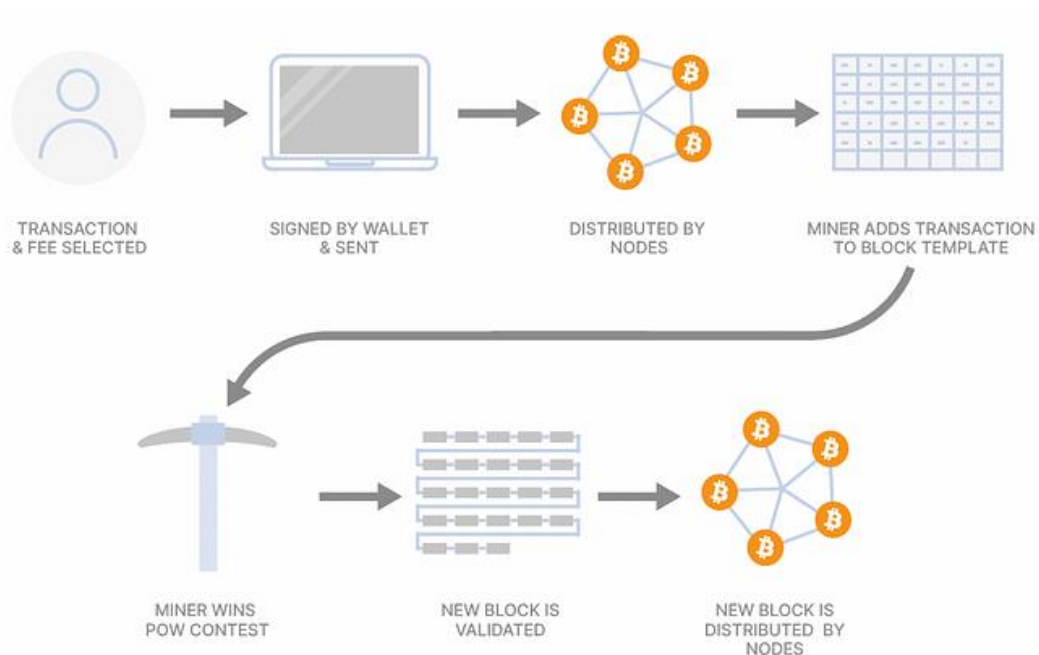 TRANSACTION
& FEE SELECTED
SIGNED BY WALLET
& SENT
DISTRIBUTED BY
NODES
MINER ADDS TRANSACTION
TO BLOCK TEMPLATE
MINER WINS
POW CONTEST
NEW BLOCK IS
VALIDATED
NEW BLOCK IS
DISTRIBUTED BY
NODES